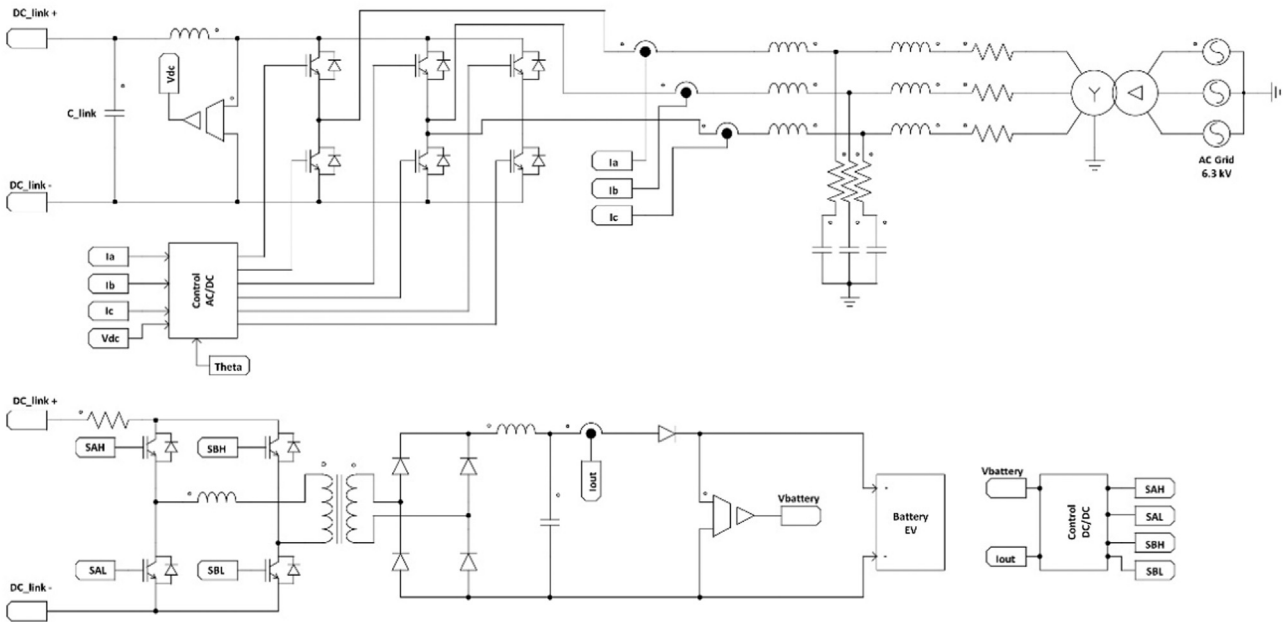 DC_link +
Vdc
C_link
DC_link -
Ia
Ib
Ic
Y
Δ
AC Grid
6.3 kV
Ia
Ib
Ic
Vdc
Control
AC/DC
Theta
DC_link +
SAH
SBH
SAL
SBL
DC_link -
Iout
Vbattery
Battery
EV
Vbattery
Iout
Control
DC/DC
SAH
SAL
SBH
SBL